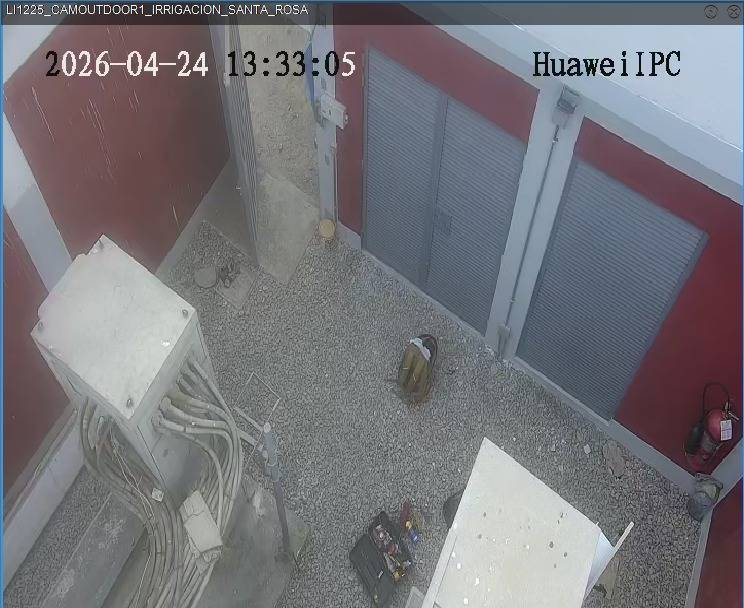 LI1225_CAMOUTDOOR1_IRRIGACION_SANTA_ROSA
2026-04-24 13:33:05
HuaweiIPC